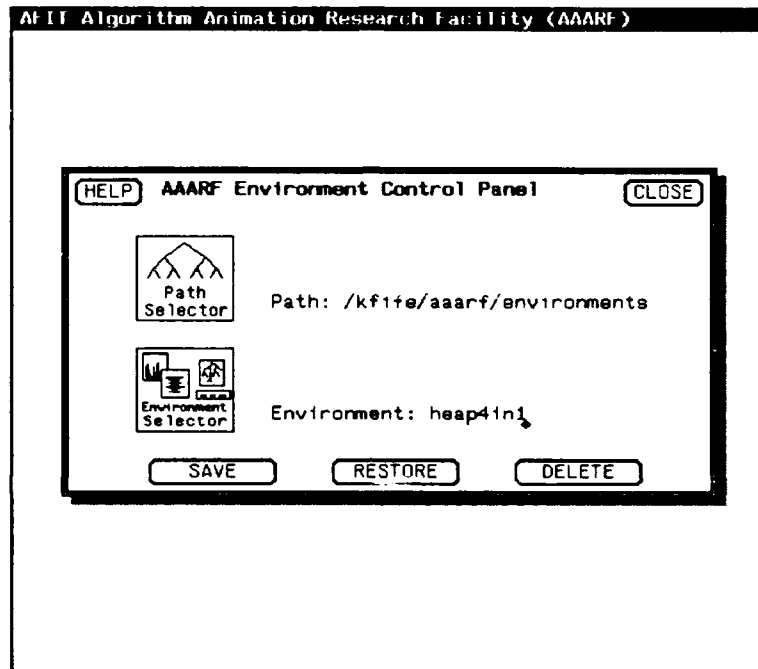 AFIT Algorithm Animation Research Facility (AAARF)
HELP AAARF Environment Control Panel CLOSE
Path
Selector
Path: /kfife/aaarf/environments
Environment
Selector
Environment: heap4in1
SAVE RESTORE DELETE